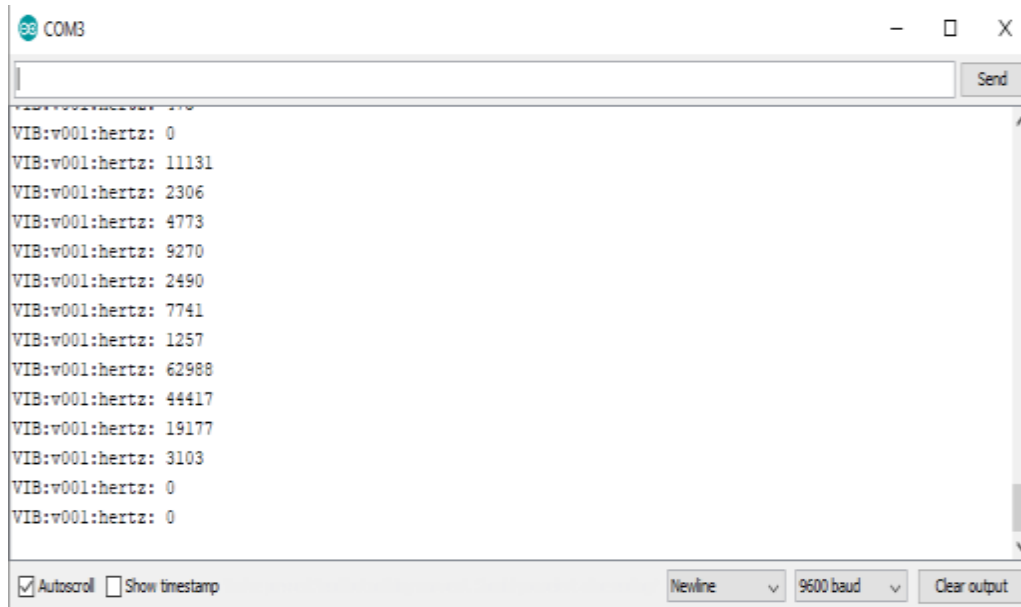 COM3
Send
VIB:v001:hertz: 0
VIB:v001:hertz: 11131
VIB:v001:hertz: 2306
VIB:v001:hertz: 4773
VIB:v001:hertz: 9270
VIB:v001:hertz: 2490
VIB:v001:hertz: 7741
VIB:v001:hertz: 1257
VIB:v001:hertz: 62988
VIB:v001:hertz: 44417
VIB:v001:hertz: 19177
VIB:v001:hertz: 3103
VIB:v001:hertz: 0
VIB:v001:hertz: 0
Autoscroll Show timestamp Newline 9600 baud Clear output